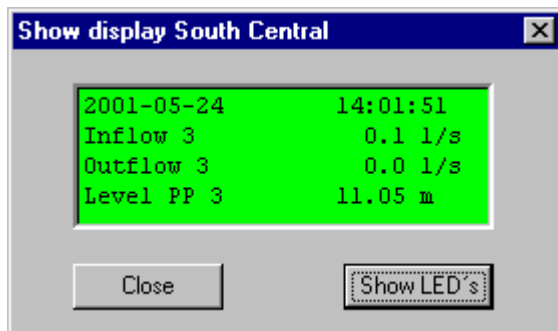 Show display South Central
2001-05-24 14:01:51
Inflow 3 0.1 l/s
Outflow 3 0.0 l/s
Level PP 3 11.05 m
Close Show LED´s